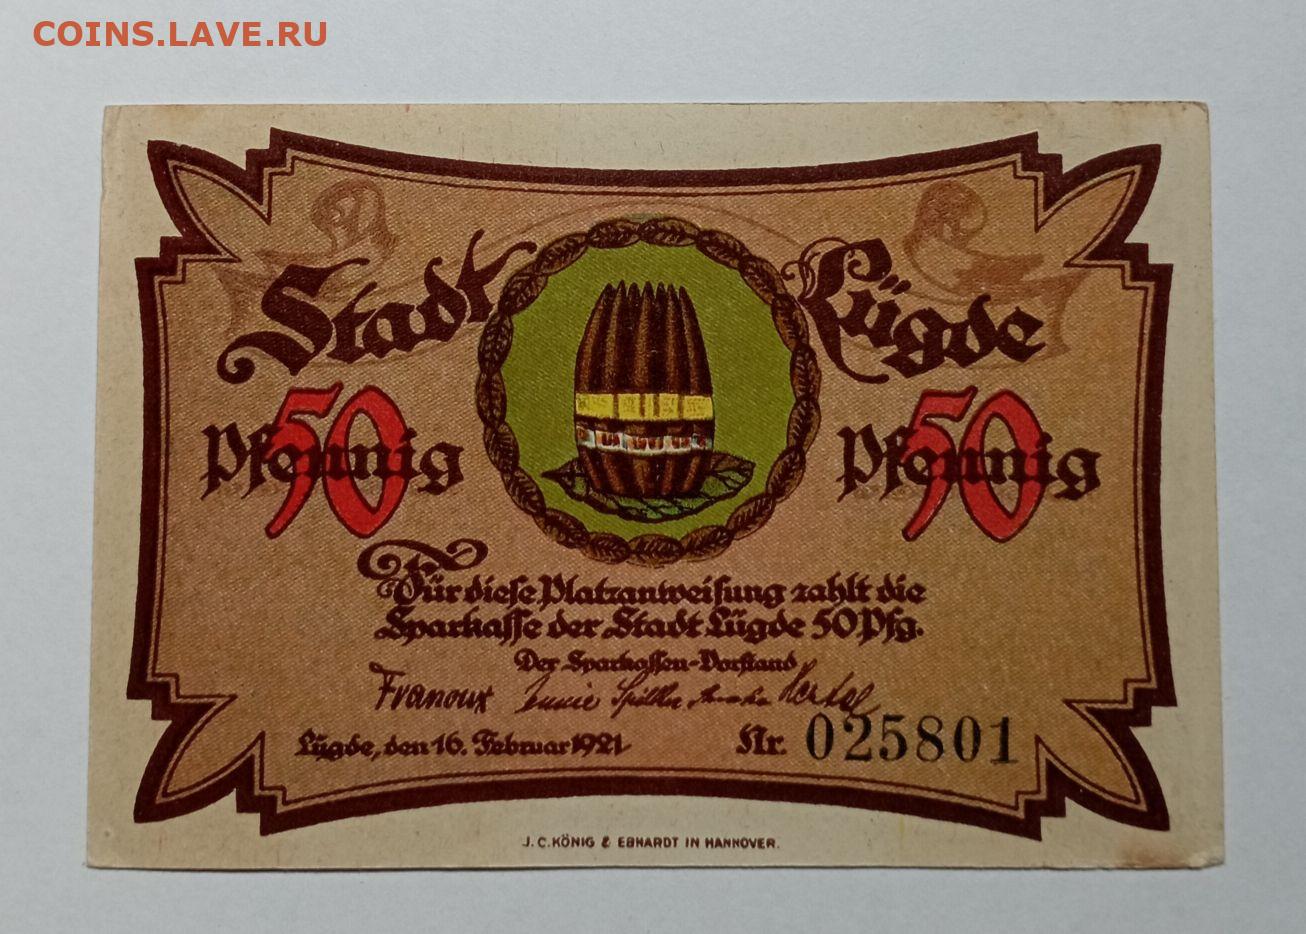 COINS.LAVE.RU
Stadt Lügde
50 Pfennig 50 Pfennig
Für diese Platzanweisung zahlt die
Sparkasse der Stadt Lügde 50 Pfg.
Der Sparkassen-Vorstand
Lügde, den 16. Februar 1921 Nr. 025801
J. C. KÖNIG & EBHARDT IN HANNOVER.